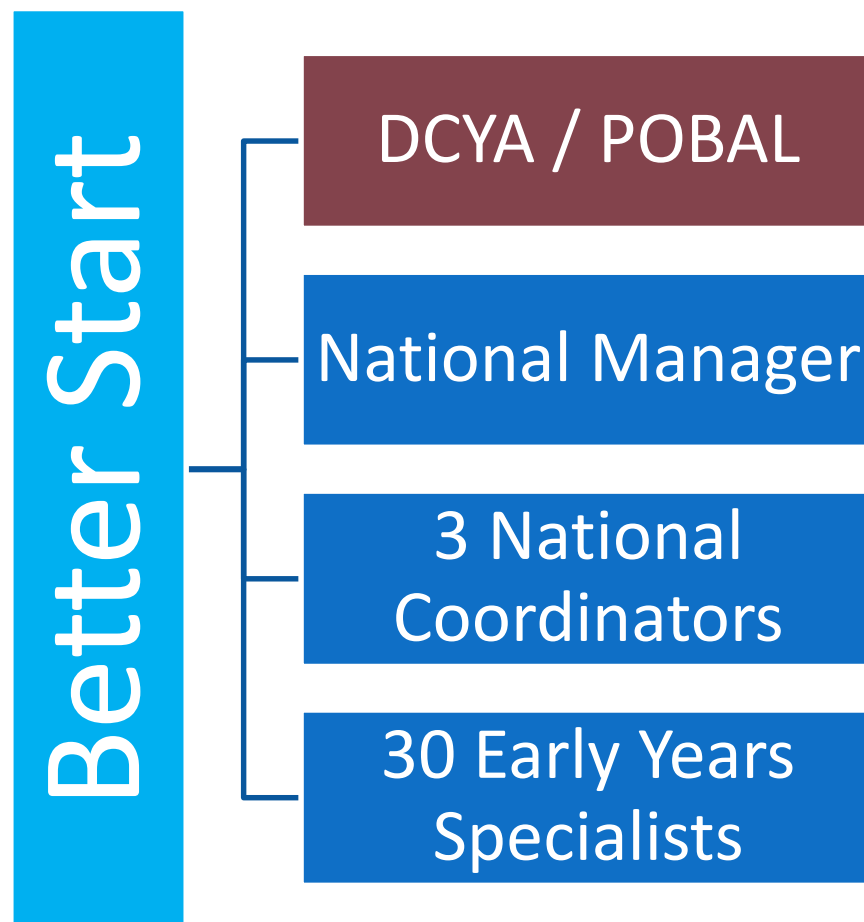 Better Start
DCYA / POBAL
National Manager
3 National
Coordinators
30 Early Years
Specialists